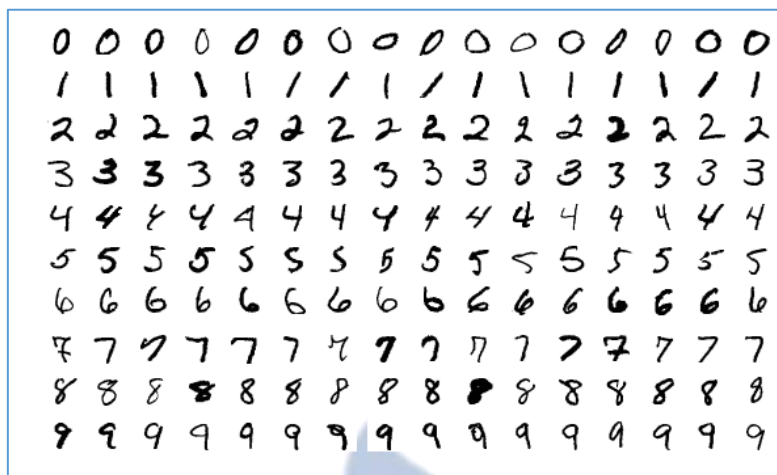 0 0 0 0 0 0 0 0 0 0 0 0 0 0 0 0
1 1 1 1 1 1 1 1 1 1 1 1 1 1 1 1
2 2 2 2 2 2 2 2 2 2 2 2 2 2 2 2
3 3 3 3 3 3 3 3 3 3 3 3 3 3 3 3
4 4 4 4 4 4 4 4 4 4 4 4 4 4 4 4
5 5 5 5 5 5 5 5 5 5 5 5 5 5 5 5
6 6 6 6 6 6 6 6 6 6 6 6 6 6 6 6
7 7 7 7 7 7 7 7 7 7 7 7 7 7 7 7
8 8 8 8 8 8 8 8 8 8 8 8 8 8 8 8
9 9 9 9 9 9 9 9 9 9 9 9 9 9 9 9